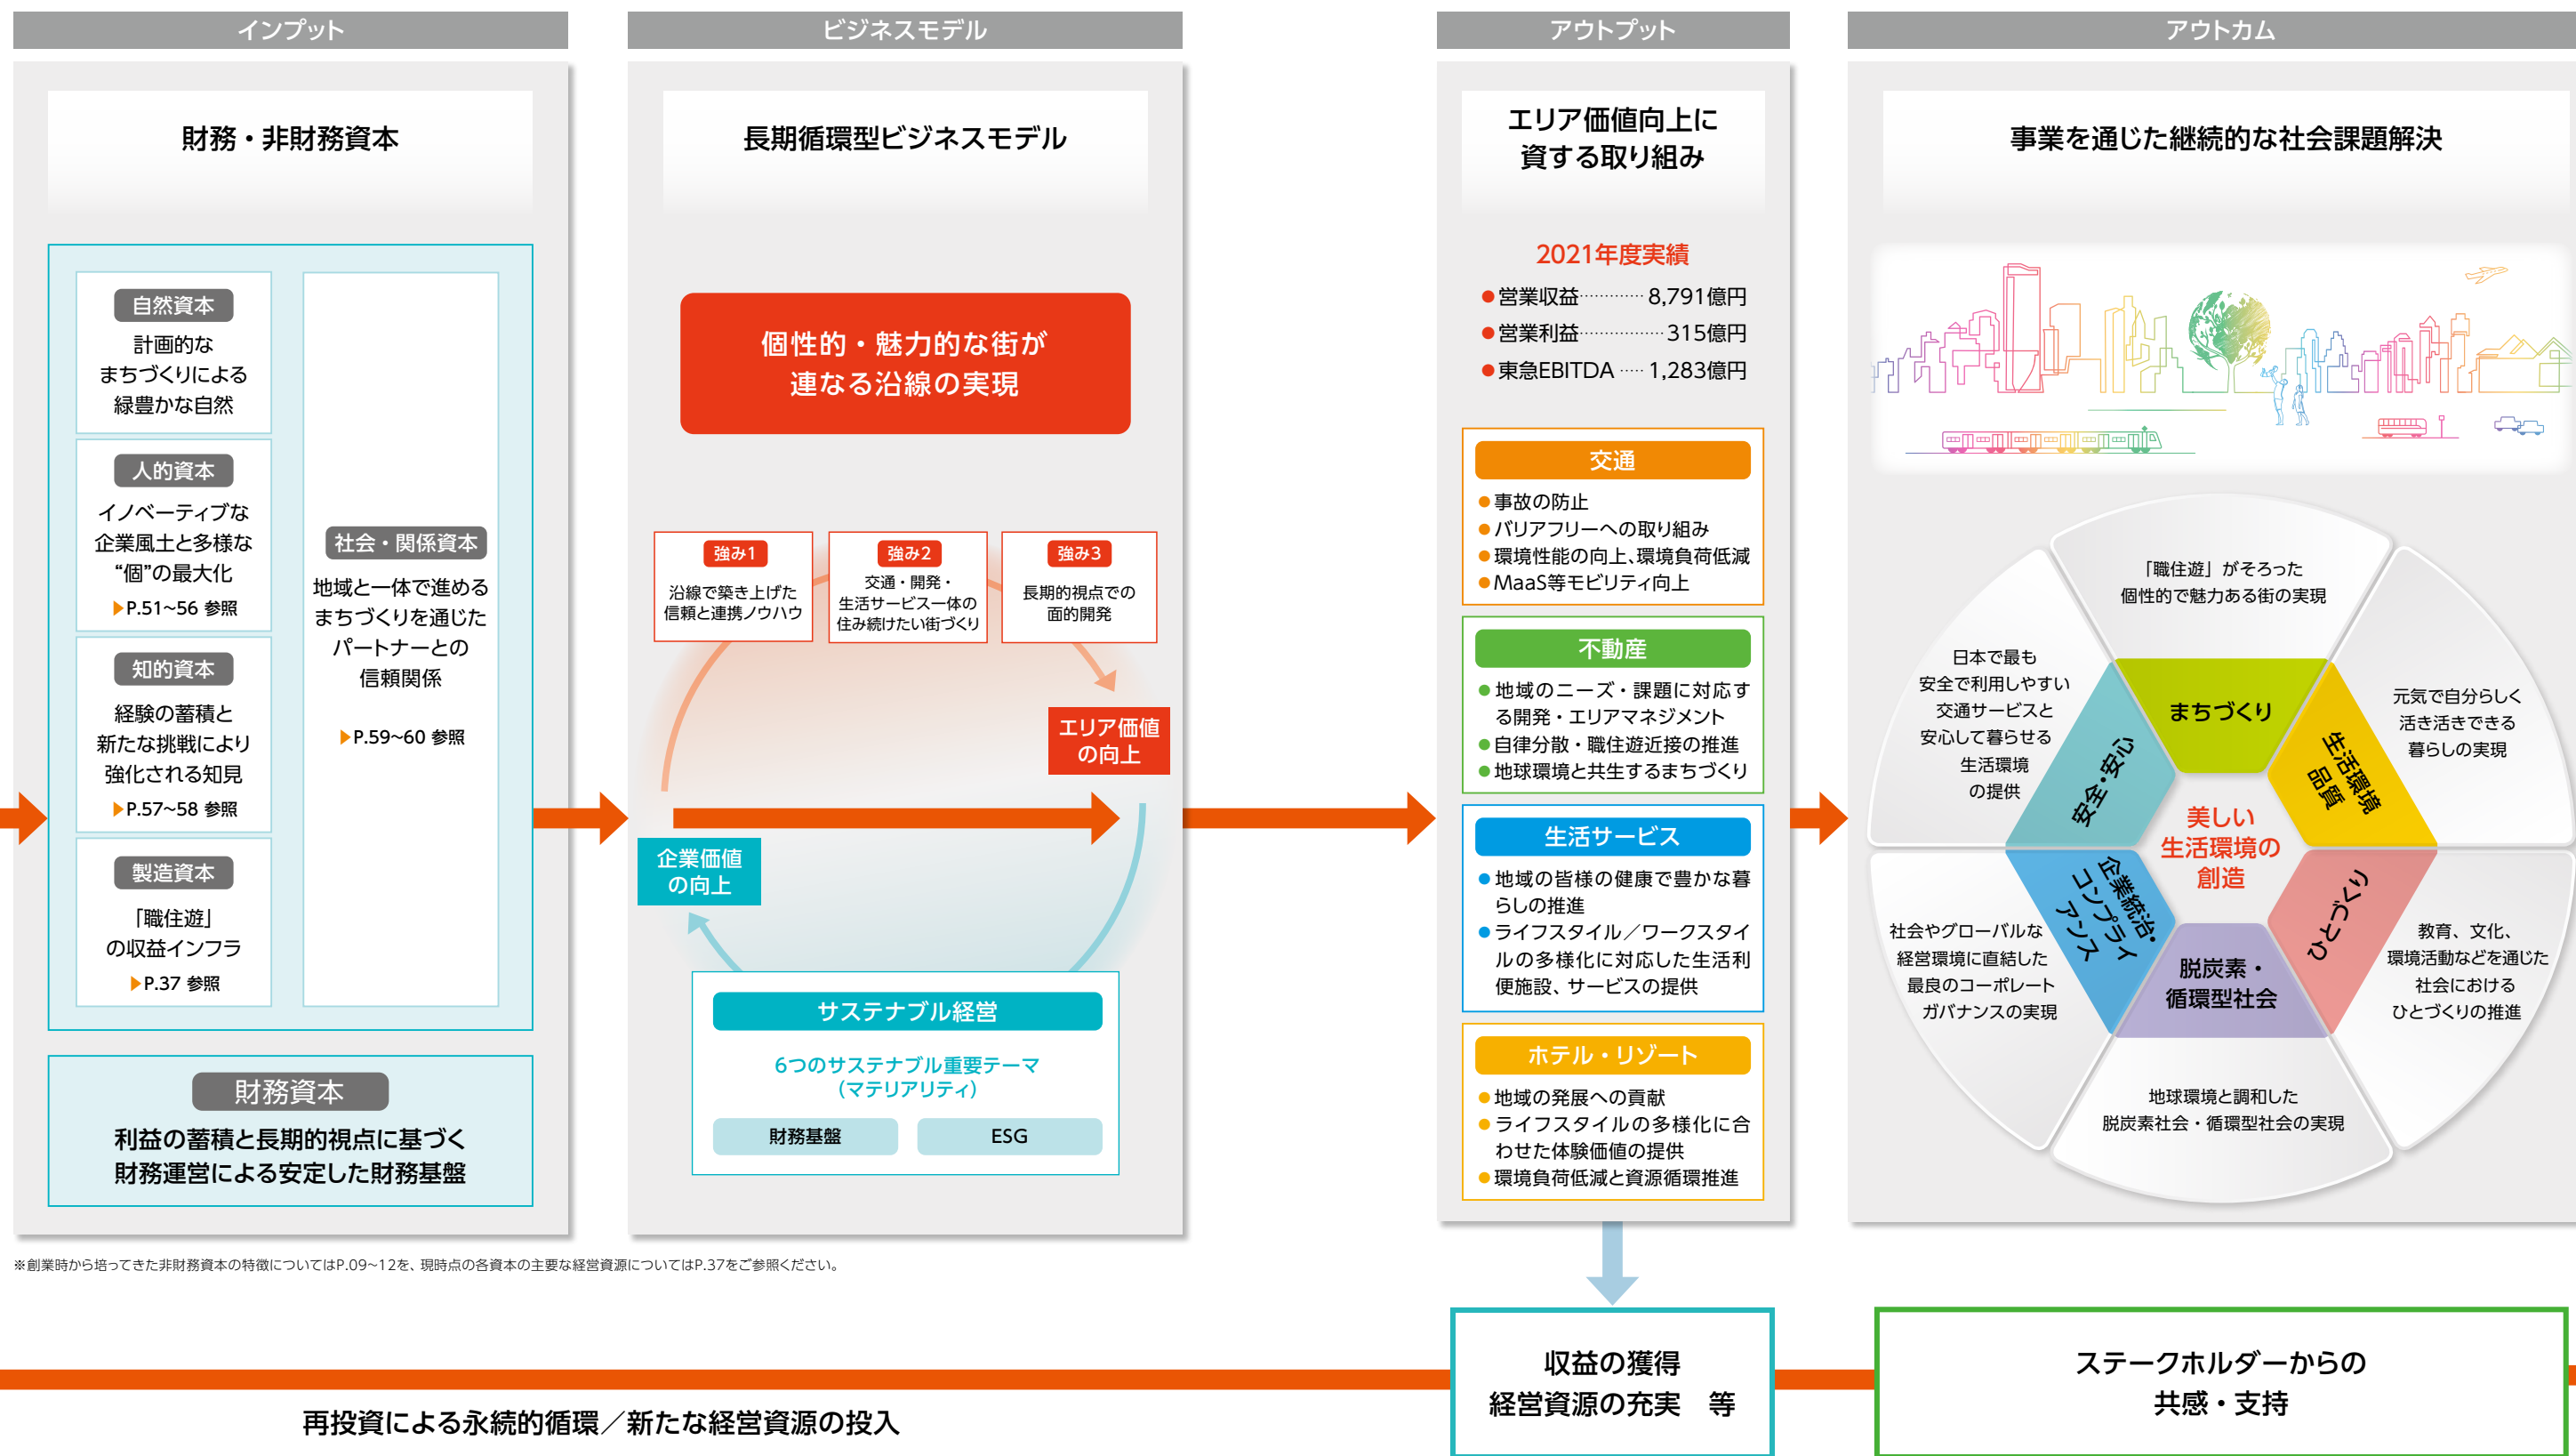 インプット
財務・非財務資本
自然資本
計画的な
まちづくりによる
緑豊かな自然
人的資本
イノベーティブな
企業風土と多様な
“個”の最大化
▶P.51~56 参照
知的資本
経験の蓄積と
新たな挑戦により
強化される知見
▶P.57~58 参照
製造資本
「職住遊」
の収益インフラ
▶P.37 参照
社会・関係資本
地域と一体で進める
まちづくりを通じた
パートナーとの
信頼関係
▶P.59~60 参照
財務資本
利益の蓄積と長期的視点に基づく
財務運営による安定した財務基盤
ビジネスモデル
長期循環型ビジネスモデル
個性的・魅力的な街が
連なる沿線の実現
強み1
沿線で築き上げた
信頼と連携ノウハウ
強み2
交通・開発・
生活サービス一体の
住み続けたい街づくり
強み3
長期的視点での
面的開発
エリア価値
の向上
企業価値
の向上
サステナブル経営
6つのサステナブル重要テーマ
(マテリアリティ)
財務基盤
ESG
アウトプット
エリア価値向上に
資する取り組み
2021年度実績
●営業収益………… 8,791億円
●営業利益…………… 315億円
●東急EBITDA ‥‥ 1,283億円
交通
●事故の防止
●バリアフリーへの取り組み
●環境性能の向上、環境負荷低減
●MaaS等モビリティ向上
不動産
●地域のニーズ・課題に対応す
る開発・エリアマネジメント
●自律分散・職住遊近接の推進
●地球環境と共生するまちづくり
生活サービス
●地域の皆様の健康で豊かな暮
らしの推進
●ライフスタイル／ワークスタイ
ルの多様化に対応した生活利
便施設、サービスの提供
ホテル・リゾート
●地域の発展への貢献
●ライフスタイルの多様化に合
わせた体験価値の提供
●環境負荷低減と資源循環推進
アウトカム
事業を通じた継続的な社会課題解決
「職住遊」がそろった
個性的で魅力ある街の実現
まちづくり
元気で自分らしく
活き活きできる
暮らしの実現
生活環境
品質
教育、文化、
環境活動などを通じた
社会における
ひとづくりの推進
ひとづくり
地球環境と調和した
脱炭素社会・循環型社会の実現
脱炭素・
循環型社会
社会やグローバルな
経営環境に直結した
最良のコーポレート
ガバナンスの実現
企業統治・
コンプライ
アンス
日本で最も
安全で利用しやすい
交通サービスと
安心して暮らせる
生活環境
の提供
安全・安心
美しい
生活環境の
創造
※創業時から培ってきた非財務資本の特徴についてはP.09~12を、現時点の各資本の主要な経営資源についてはP.37をご参照ください。
再投資による永続的循環／新たな経営資源の投入
収益の獲得
経営資源の充実　等
ステークホルダーからの
共感・支持